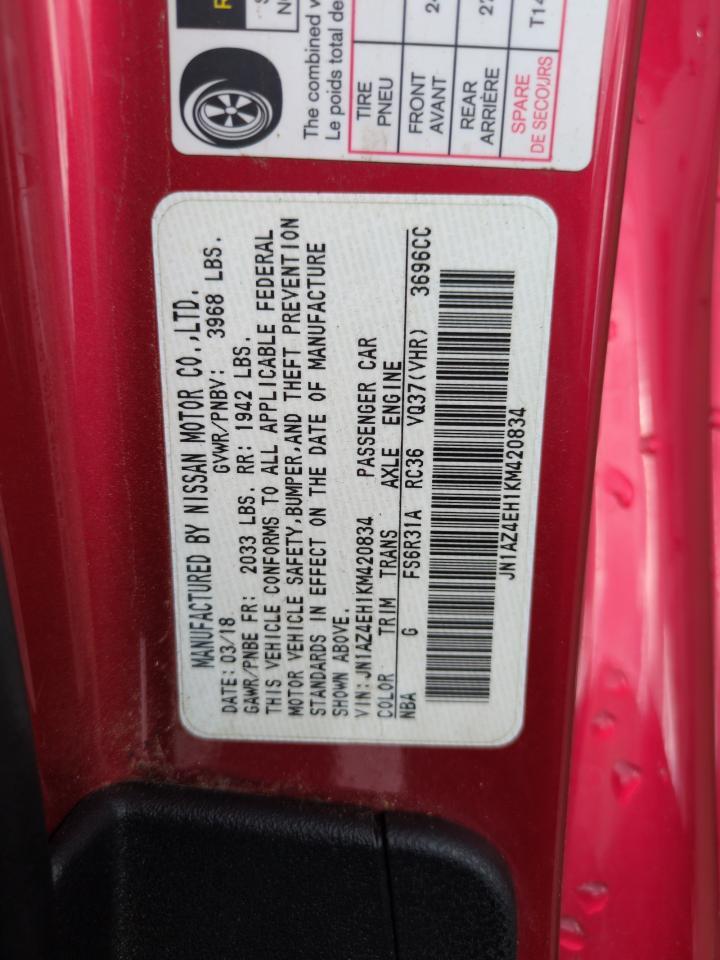 MANUFACTURED BY NISSAN MOTOR CO.,LTD.
DATE: 03/18 GVWR/PNBV: 3968 LBS.
GAWR/PNBE FR: 2033 LBS. RR: 1942 LBS.
THIS VEHICLE CONFORMS TO ALL APPLICABLE FEDERAL
MOTOR VEHICLE SAFETY,BUMPER,AND THEFT PREVENTION
STANDARDS IN EFFECT ON THE DATE OF MANUFACTURE
SHOWN ABOVE.
VIN:JN1AZ4EH1KM420834 PASSENGER CAR
COLOR TRIM TRANS AXLE ENGINE
NBA G FS6R31A RC36 VQ37(VHR) 3696CC
JN1AZ4EH1KM420834
The combined
Le poids total de
TIRE
PNEU
FRONT
AVANT
REAR
ARRIÈRE
SPARE
DE SECOURS
T14